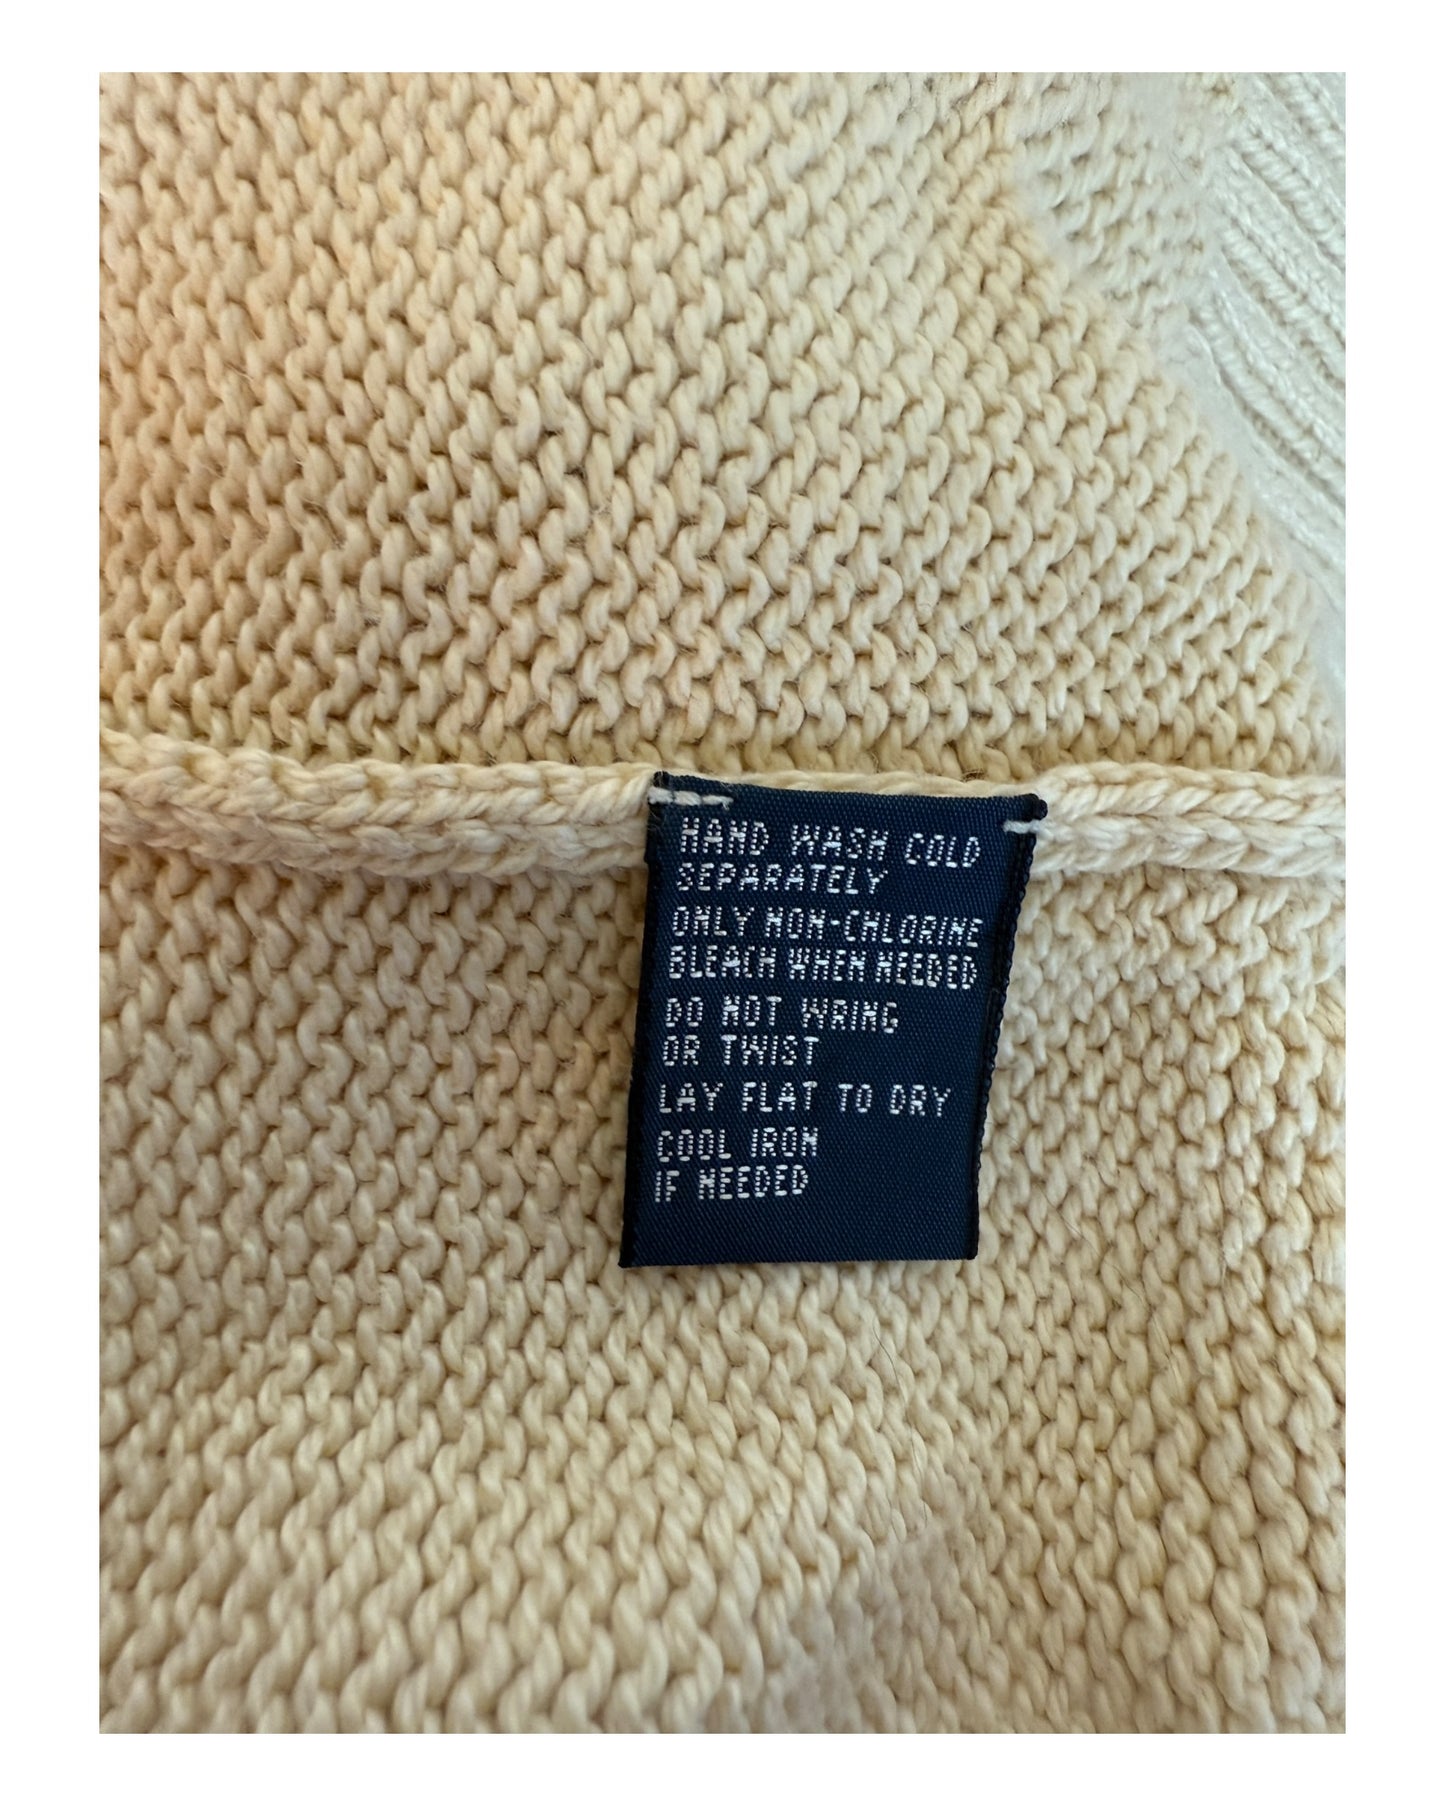 HAND WASH COLD
SEPARATELY
ONLY NON-CHLORINE
BLEACH WHEN NEEDED
DO NOT WRING
OR TWIST
LAY FLAT TO DRY
COOL IRON
IF NEEDED